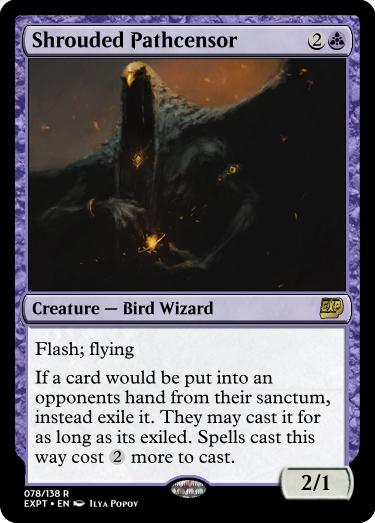 Shrouded Pathcensor 2
Creature — Bird Wizard EXP
Flash; flying
If a card would be put into an
opponents hand from their sanctum,
instead exile it. They may cast it for
as long as its exiled. Spells cast this
way cost 2 more to cast.
2/1
078/138 R
EXPT • EN Ilya Popov